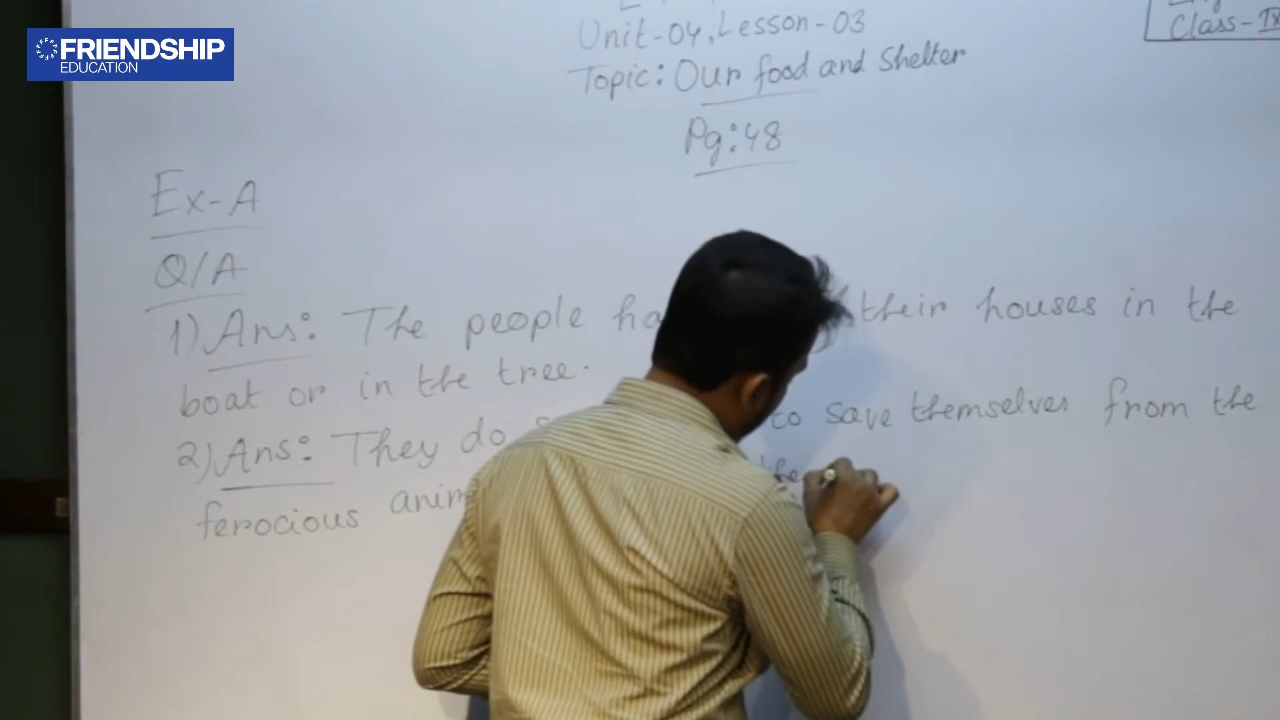 FRIENDSHIP
EDUCATION
Class-IX
Unit-04, Lesson-03
Topic: Our food and Shelter
Pg:48
Ex-A
Q/A
1) Ans: The people their houses in the
boat or in the tree.
2) Ans: They do to save themselves from the
ferocious